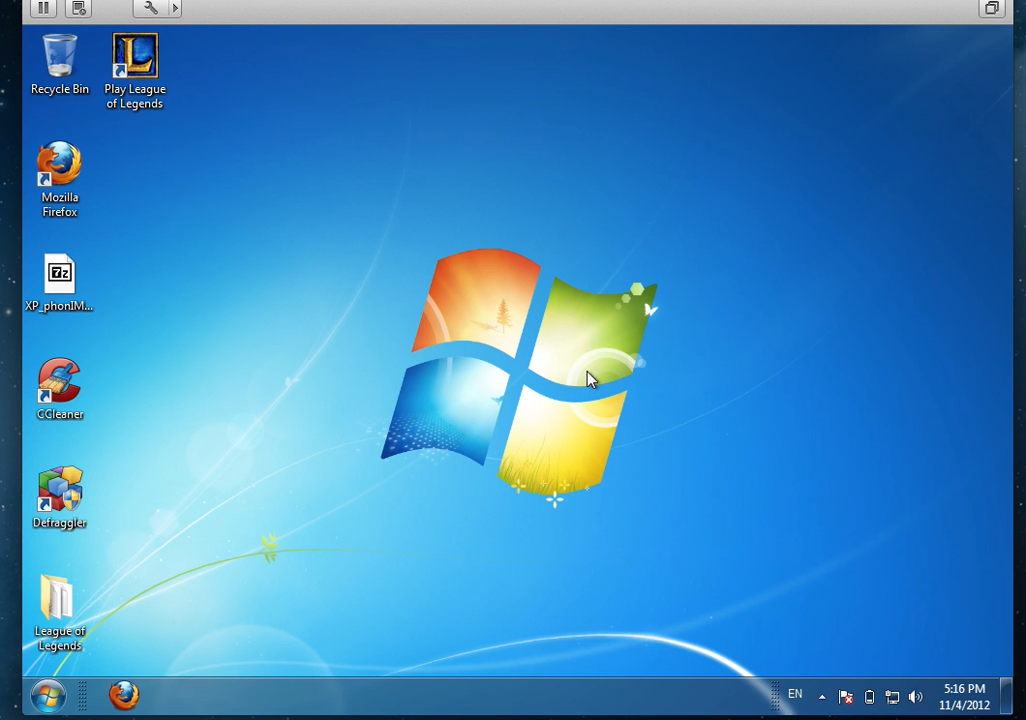 Recycle Bin
Play League
of Legends
Mozilla
Firefox
7z
XP_phonIM...
CCleaner
Defraggler
League of
Legends
EN
5:16 PM
11/4/2012